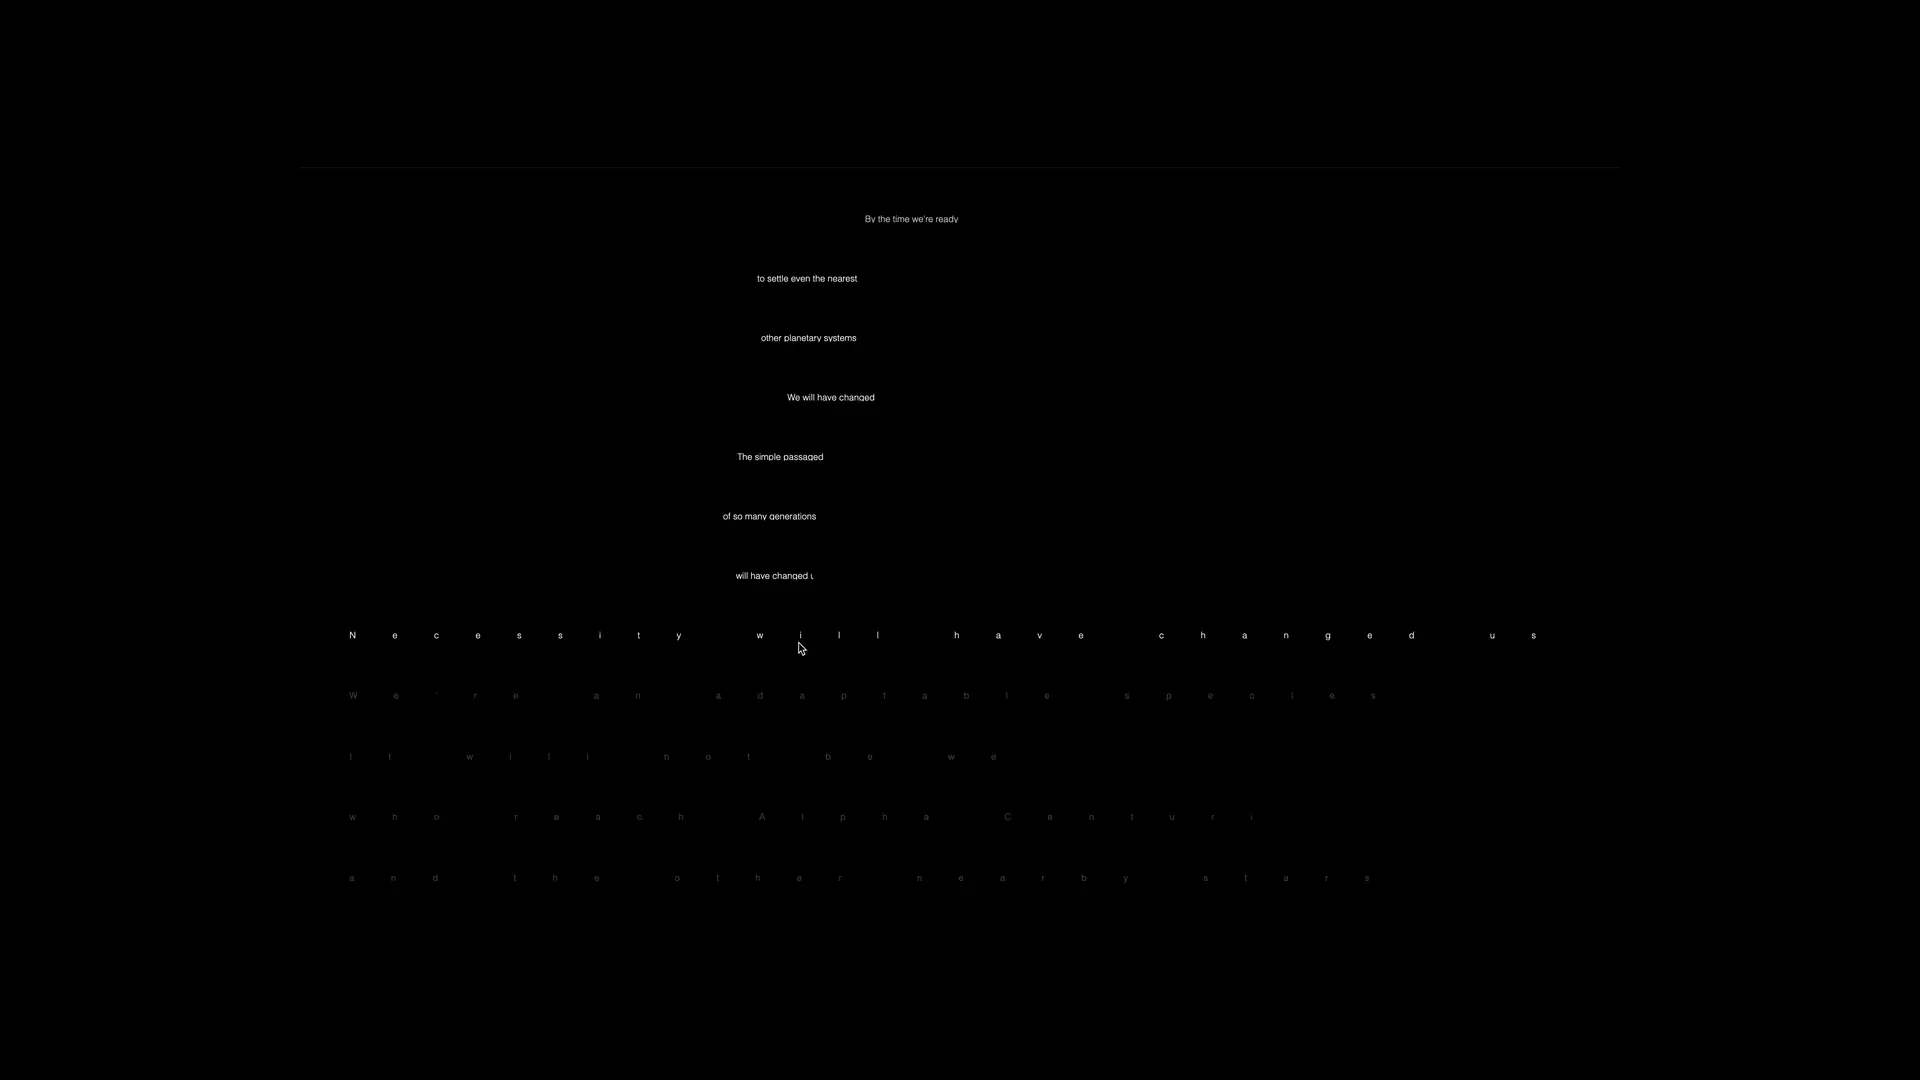 By the time we're ready
to settle even the nearest
other planetary systems
We will have changed
The simple passaged
of so many generations
will have changed
Necessity will have changed us
We're an adaptable species
It will not be we
who reach Alpha Centuri
and the other nearby stars